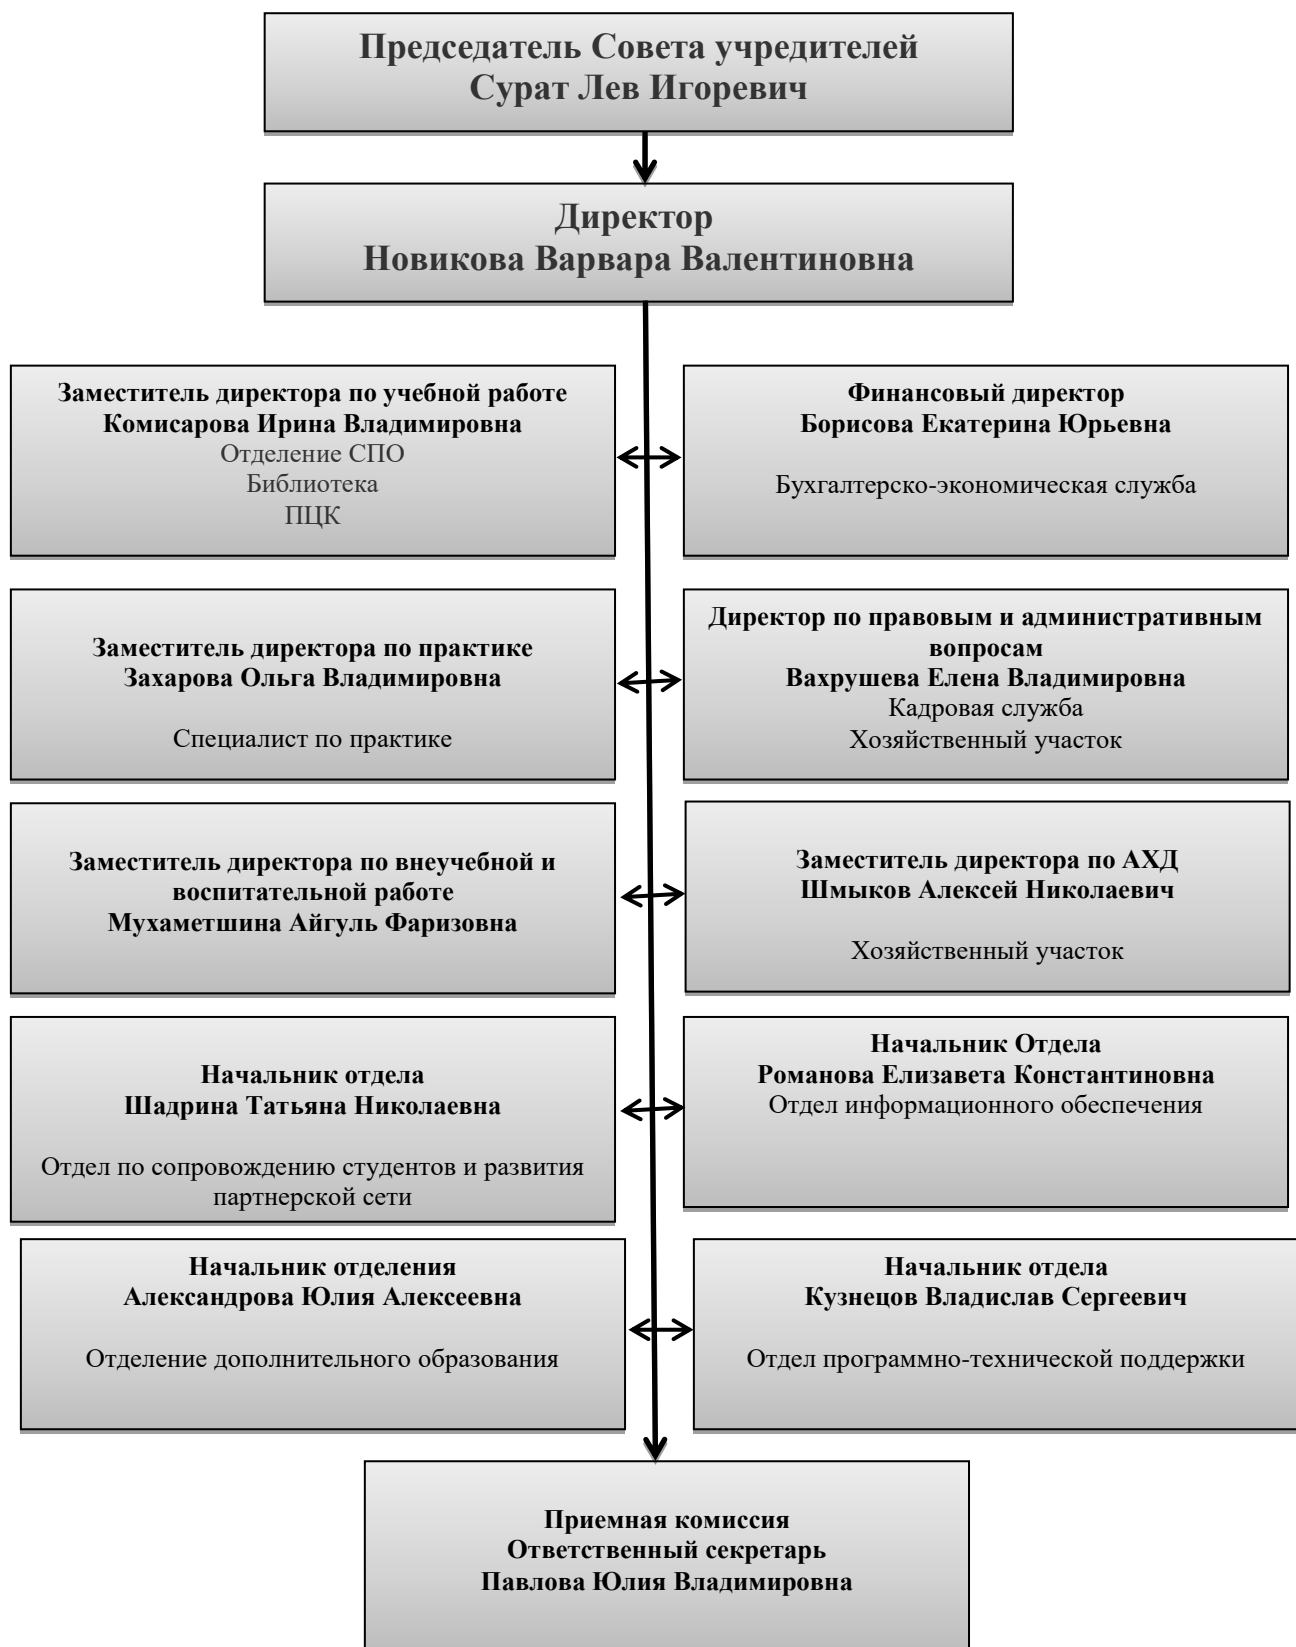 Председатель Совета учредителей
Сурат Лев Игоревич
Директор
Новикова Варвара Валентиновна
Заместитель директора по учебной работе
Комисарова Ирина Владимировна
Отделение СПО
Библиотека
ПЦК
Финансовый директор
Борисова Екатерина Юрьевна
Бухгалтерско-экономическая служба
Заместитель директора по практике
Захарова Ольга Владимировна
Специалист по практике
Директор по правовым и административным
вопросам
Вахрушева Елена Владимировна
Кадровая служба
Хозяйственный участок
Заместитель директора по внеучебной и
воспитательной работе
Мухаметшина Айгуль Фаризовна
Заместитель директора по АХД
Шмыков Алексей Николаевич
Хозяйственный участок
Начальник отдела
Шадрина Татьяна Николаевна
Отдел по сопровождению студентов и развития
партнерской сети
Начальник Отдела
Романова Елизавета Константиновна
Отдел информационного обеспечения
Начальник отделения
Александрова Юлия Алексеевна
Отделение дополнительного образования
Начальник отдела
Кузнецов Владислав Сергеевич
Отдел программно-технической поддержки
Приемная комиссия
Ответственный секретарь
Павлова Юлия Владимировна